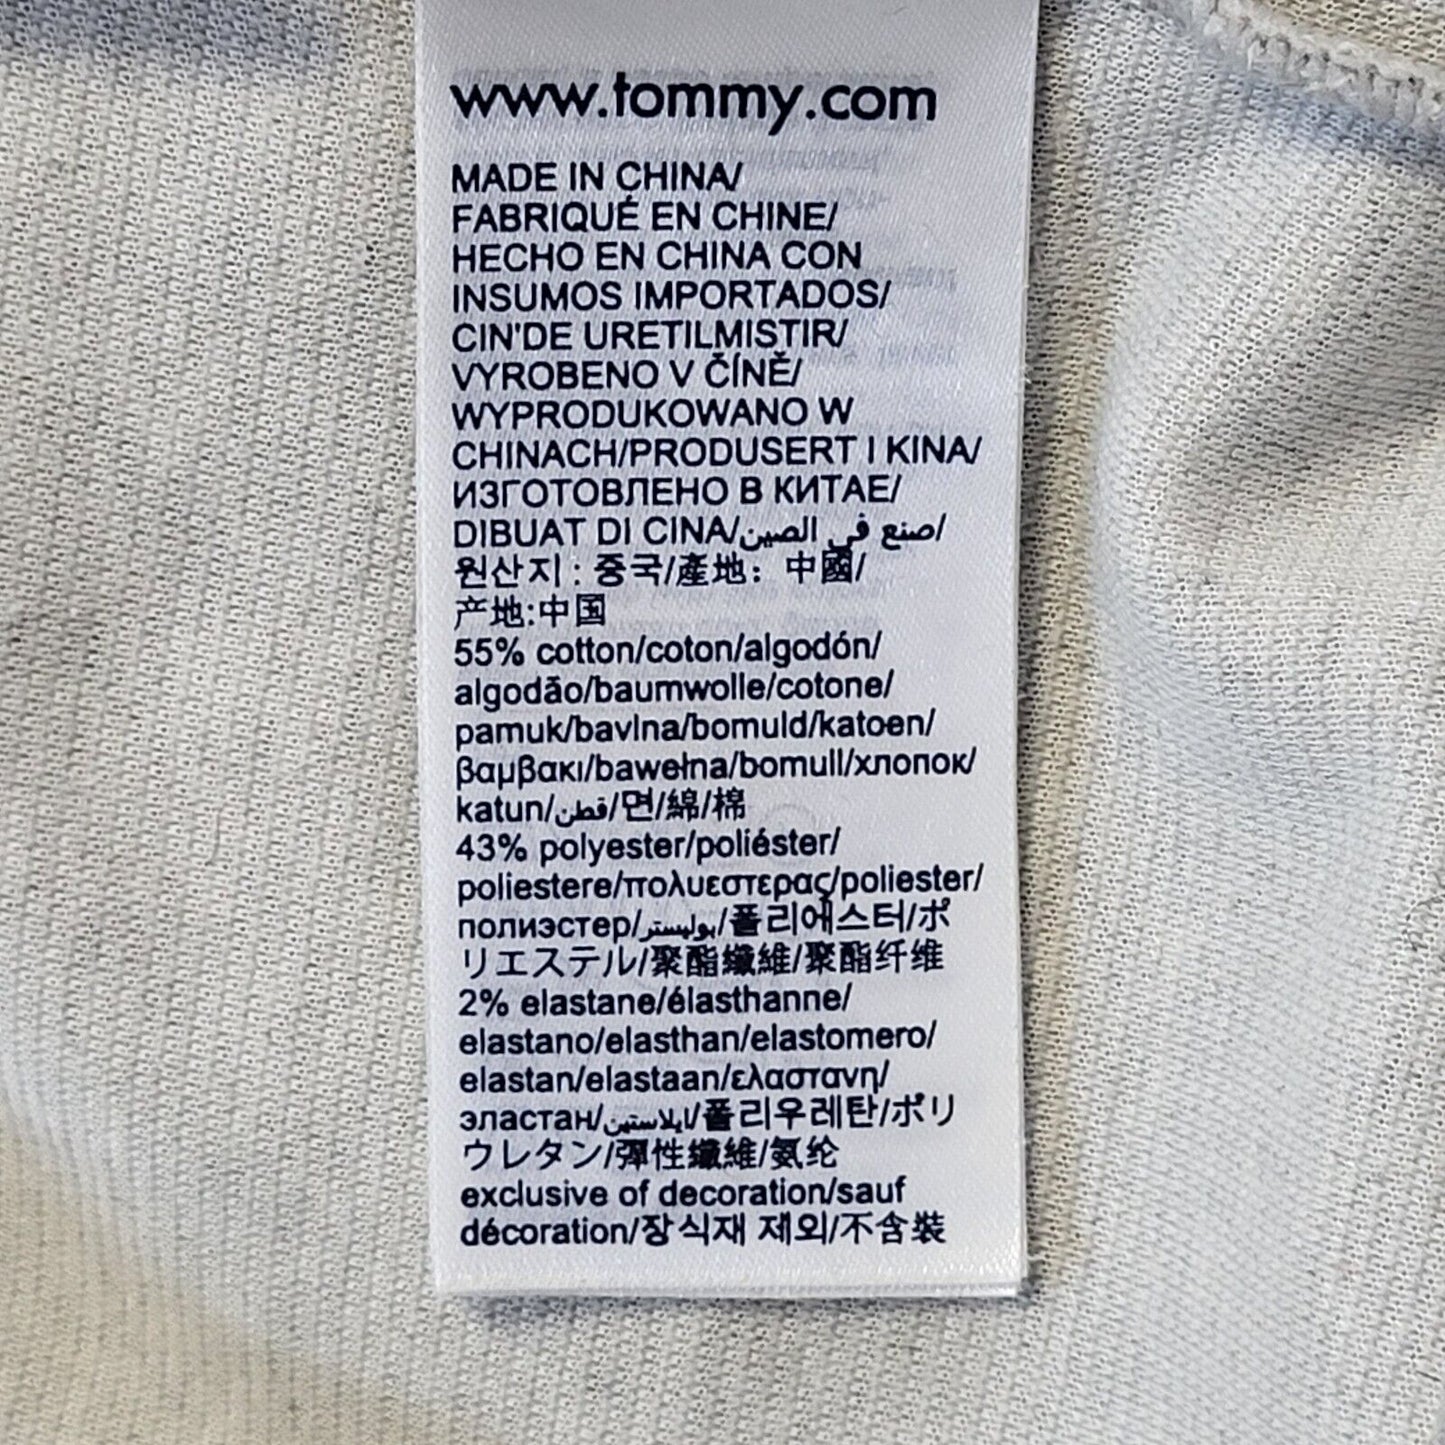 www.tommy.com
MADE IN CHINA/
FABRIQUÉ EN CHINE/
HECHO EN CHINA CON
INSUMOS IMPORTADOS/
CIN'DE URETILMISTIR/
VYROBENO V ČÍNĚ/
WYPRODUKOWANO W
CHINACH/PRODUSERT I KINA/
ИЗГОТОВЛЕНО В КИТАЕ/
DIBUAT DI CINA/صنع في الصين/
원산지 : 중국/產地：中國/
产地:中国
55% cotton/coton/algodón/
algodão/baumwolle/cotone/
pamuk/bavlna/bomuld/katoen/
βαμβακι/bawełna/bomull/хлопок/
katun/قطن/면/綿/棉
43% polyester/poliéster/
poliestere/πολυεστερας/poliester/
полиэстер/بوليستر/폴리에스터/ポ
リエステル/聚酯纖維/聚酯纤维
2% elastane/élasthanne/
elastano/elasthan/elastomero/
elastan/elastaan/ελαστανη/
эластан/ايلاستين/폴리우레탄/ポリ
ウレタン/彈性纖維/氨纶
exclusive of decoration/sauf
décoration/장식재 제외/不含裝